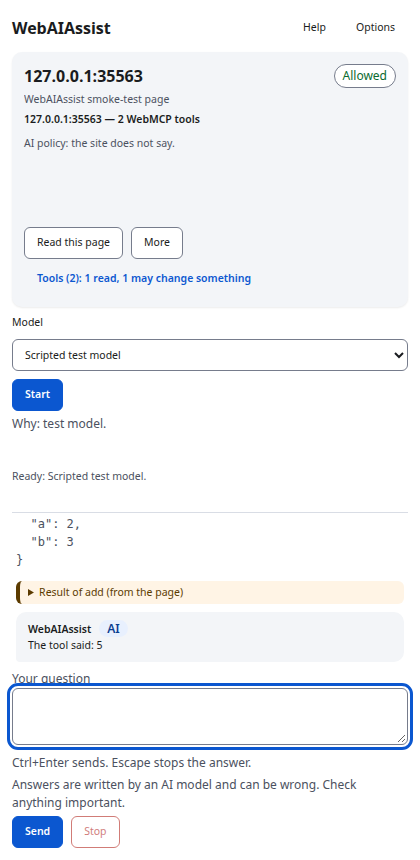 WebAIAssist
Help
Options
127.0.0.1:35563
Allowed
WebAIAssist smoke-test page
127.0.0.1:35563 — 2 WebMCP tools
AI policy: the site does not say.
Read this page
More
Tools (2): 1 read, 1 may change something
Model
Scripted test model
Start
Why: test model.
Ready: Scripted test model.
"a": 2,
"b": 3
}
Result of add (from the page)
WebAIAssist AI
The tool said: 5
Your question
Ctrl+Enter sends. Escape stops the answer.
Answers are written by an AI model and can be wrong. Check
anything important.
Send
Stop